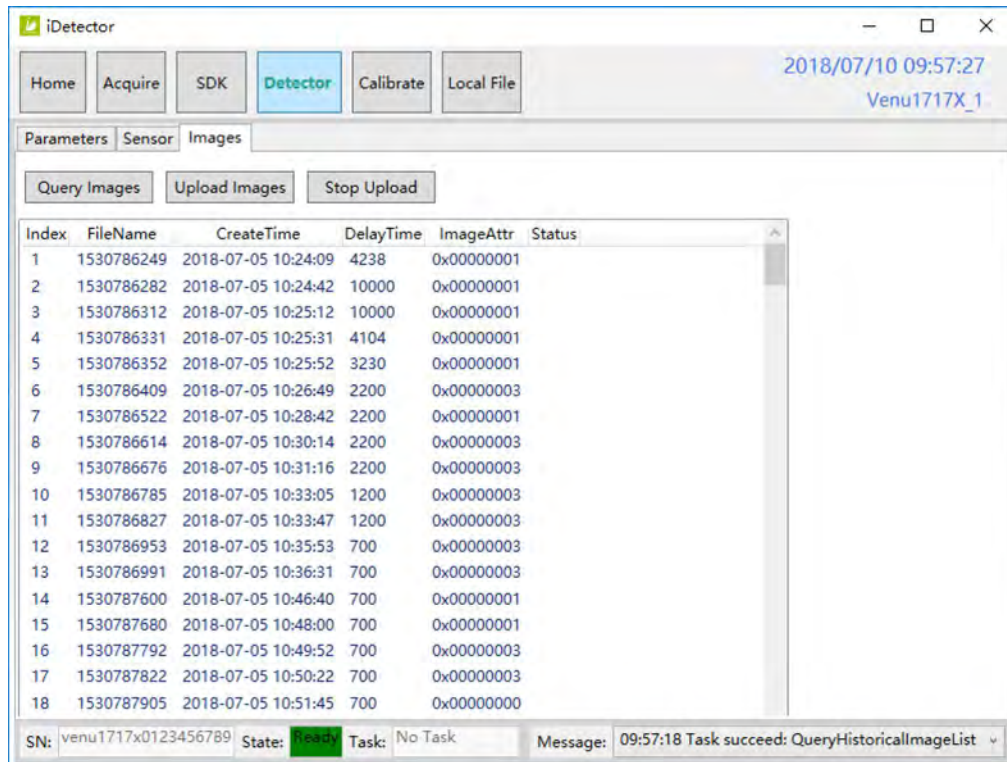 iDetector
Home Acquire SDK Detector Calibrate Local File
2018/07/10 09:57:27
Venu1717X_1
Parameters Sensor Images
Query Images Upload Images Stop Upload
Index FileName CreateTime DelayTime ImageAttr Status
1 1530786249 2018-07-05 10:24:09 4238 0x00000001
2 1530786282 2018-07-05 10:24:42 10000 0x00000001
3 1530786312 2018-07-05 10:25:12 10000 0x00000001
4 1530786331 2018-07-05 10:25:31 4104 0x00000001
5 1530786352 2018-07-05 10:25:52 3230 0x00000001
6 1530786409 2018-07-05 10:26:49 2200 0x00000003
7 1530786522 2018-07-05 10:28:42 2200 0x00000001
8 1530786614 2018-07-05 10:30:14 2200 0x00000003
9 1530786676 2018-07-05 10:31:16 2200 0x00000003
10 1530786785 2018-07-05 10:33:05 1200 0x00000003
11 1530786827 2018-07-05 10:33:47 1200 0x00000003
12 1530786953 2018-07-05 10:35:53 700 0x00000003
13 1530786991 2018-07-05 10:36:31 700 0x00000003
14 1530787600 2018-07-05 10:46:40 700 0x00000001
15 1530787680 2018-07-05 10:48:00 700 0x00000001
16 1530787792 2018-07-05 10:49:52 700 0x00000003
17 1530787822 2018-07-05 10:50:22 700 0x00000003
18 1530787905 2018-07-05 10:51:45 700 0x00000000
SN: venu1717x0123456789 State: Ready Task: No Task Message: 09:57:18 Task succeed: QueryHistoricalImageList